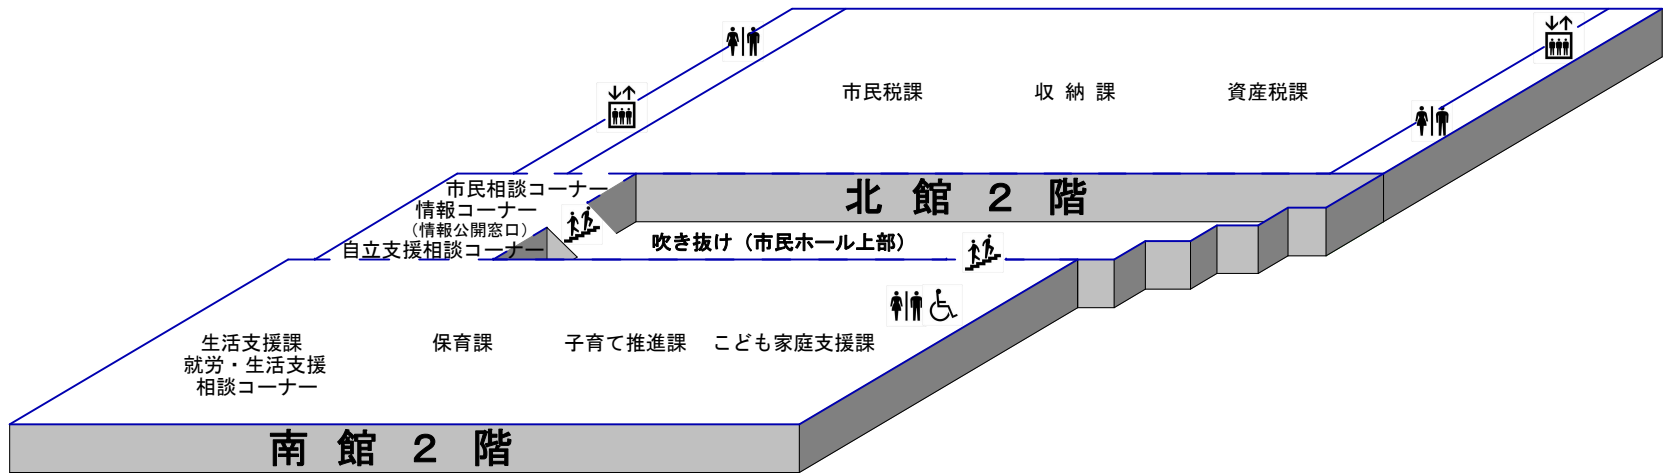 市民税課
収納課
資産税課
北館２階
市民相談コーナー
情報コーナー
（情報公開窓口）
自立支援相談コーナー
吹き抜け（市民ホール上部）
生活支援課
就労・生活支援
相談コーナー
保育課
子育て推進課
こども家庭支援課
南館２階